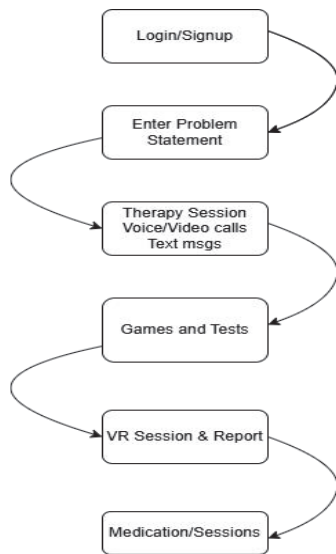 Login/Signup
Enter Problem
Statement
Therapy Session
Voice/Video calls
Text msgs
Games and Tests
VR Session & Report
Medication/Sessions